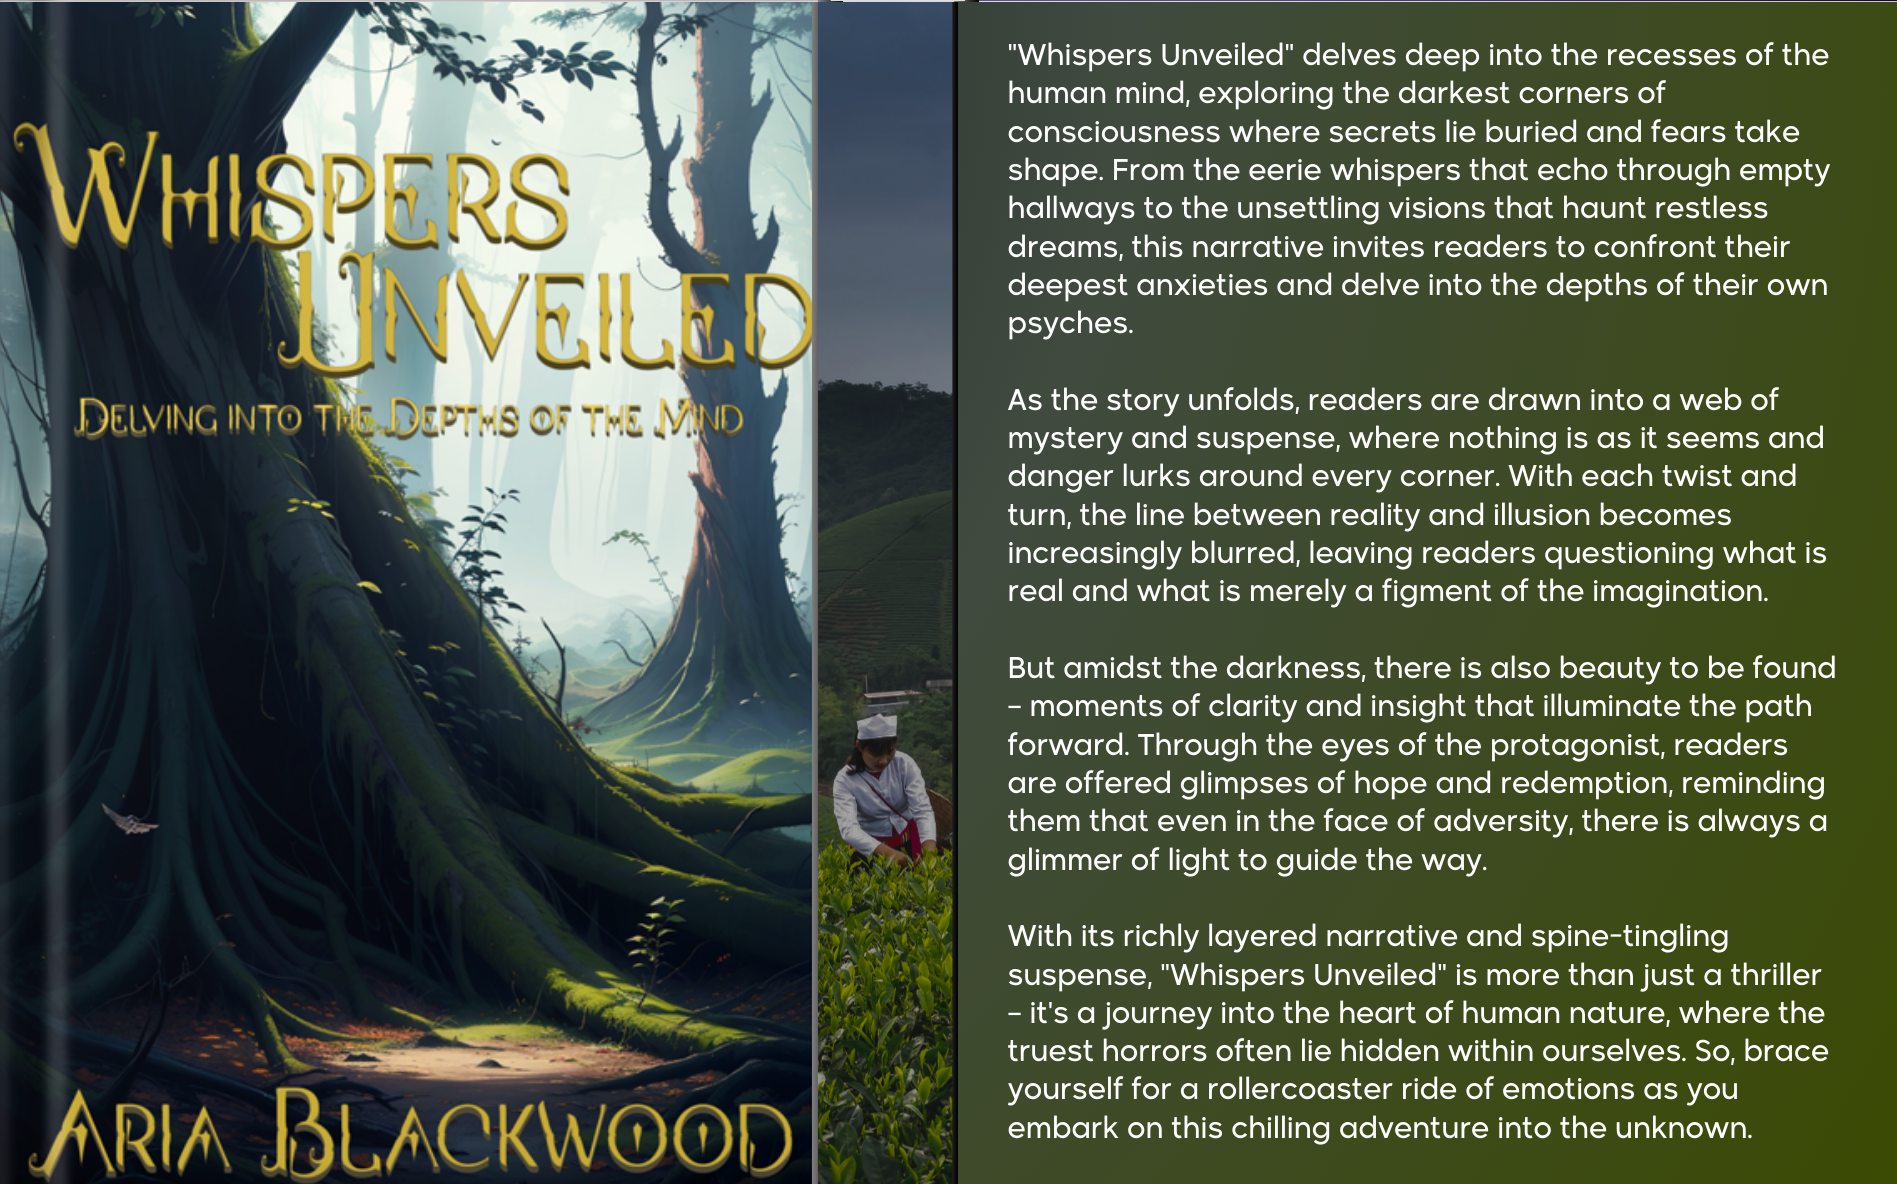 WHISPERS
UNVEILED
DELVING INTO THE DEPTHS OF THE MIND
ARIA BLACKWOOD
"Whispers Unveiled" delves deep into the recesses of the
human mind, exploring the darkest corners of
consciousness where secrets lie buried and fears take
shape. From the eerie whispers that echo through empty
hallways to the unsettling visions that haunt restless
dreams, this narrative invites readers to confront their
deepest anxieties and delve into the depths of their own
psyches.
As the story unfolds, readers are drawn into a web of
mystery and suspense, where nothing is as it seems and
danger lurks around every corner. With each twist and
turn, the line between reality and illusion becomes
increasingly blurred, leaving readers questioning what is
real and what is merely a figment of the imagination.
But amidst the darkness, there is also beauty to be found
– moments of clarity and insight that illuminate the path
forward. Through the eyes of the protagonist, readers
are offered glimpses of hope and redemption, reminding
them that even in the face of adversity, there is always a
glimmer of light to guide the way.
With its richly layered narrative and spine-tingling
suspense, "Whispers Unveiled" is more than just a thriller
– it's a journey into the heart of human nature, where the
truest horrors often lie hidden within ourselves. So, brace
yourself for a rollercoaster ride of emotions as you
embark on this chilling adventure into the unknown.